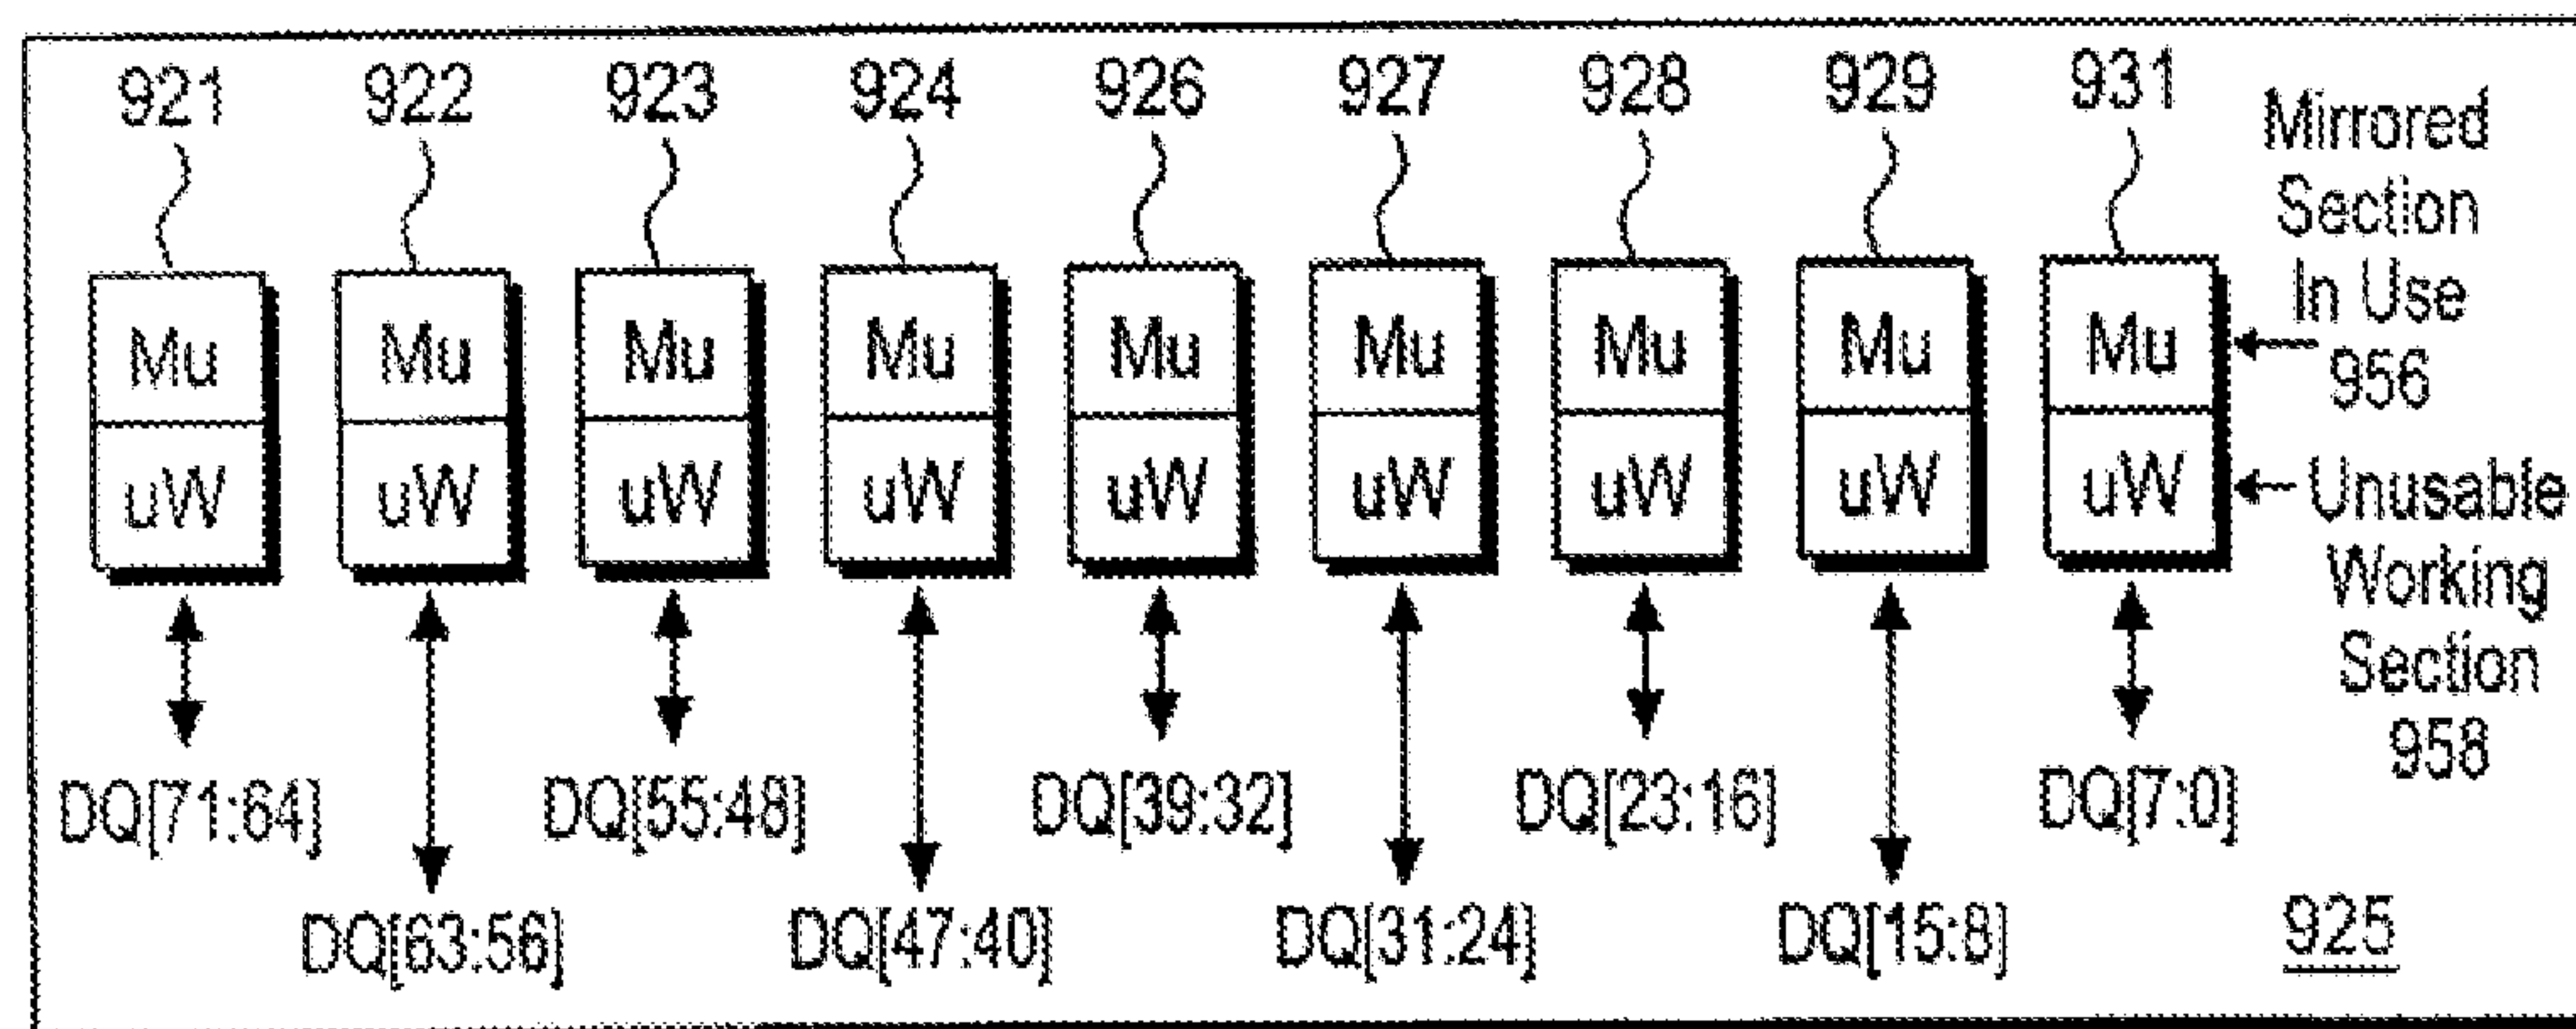 921 922 923 924 926 927 928 929 931
Mirrored
Section
In Use
956
Mu Mu Mu Mu Mu Mu Mu Mu Mu
uW uW uW uW uW uW uW uW uW
Unusable
Working
Section
958
DQ[71:64] DQ[55:48] DQ[39:32] DQ[23:16] DQ[7:0]
DQ[63:56] DQ[47:40] DQ[31:24] DQ[15:8]
925